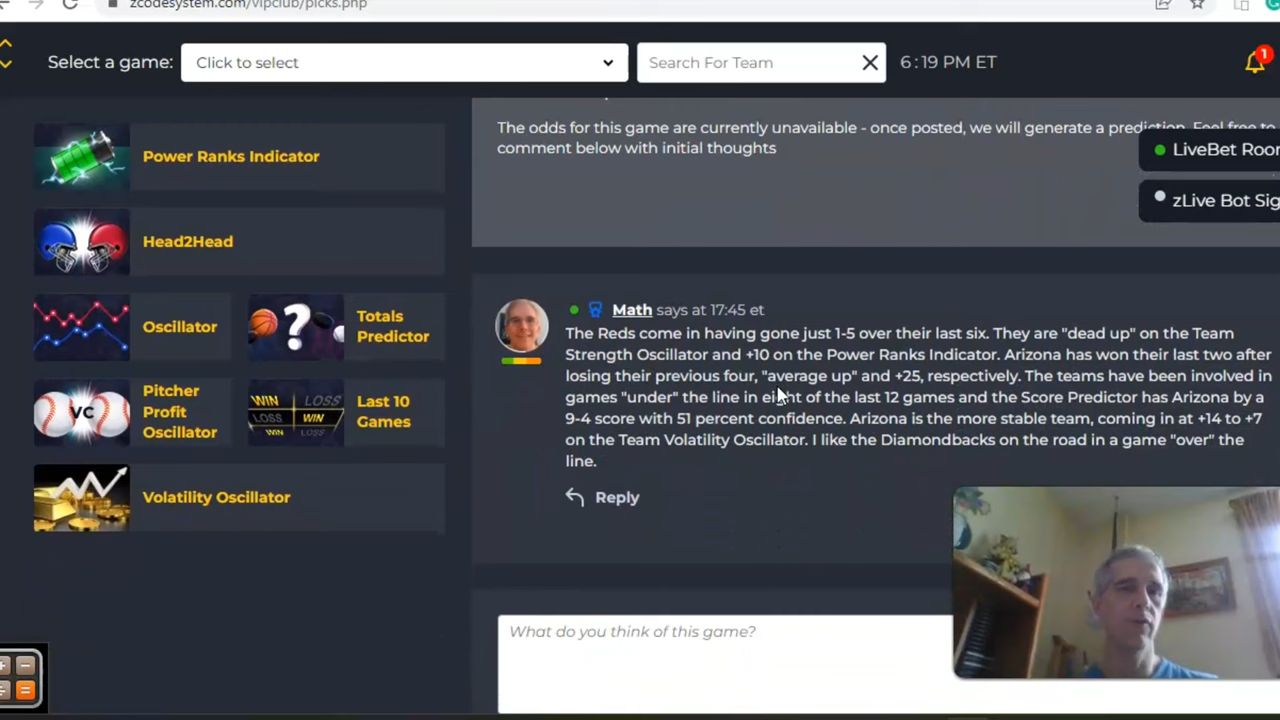 zcodesystem.com/vipclub/picks.php
Select a game:
Click to select
Search For Team
6:19 PM ET
1
Power Ranks Indicator
Head2Head
Oscillator
Totals
Predictor
VC
Pitcher
Profit
Oscillator
WIN LOSS
LOSS WIN
WIN LOSS
Last 10
Games
Volatility Oscillator
The odds for this game are currently unavailable - once posted, we will generate a prediction. Feel free to
comment below with initial thoughts
LiveBet Roo
zLive Bot Sig
Math says at 17:45 et
The Reds come in having gone just 1-5 over their last six. They are "dead up" on the Team
Strength Oscillator and +10 on the Power Ranks Indicator. Arizona has won their last two after
losing their previous four, "average up" and +25, respectively. The teams have been involved in
games "under" the line in eight of the last 12 games and the Score Predictor has Arizona by a
9-4 score with 51 percent confidence. Arizona is the more stable team, coming in at +14 to +7
on the Team Volatility Oscillator. I like the Diamondbacks on the road in a game "over" the
line.
Reply
What do you think of this game?